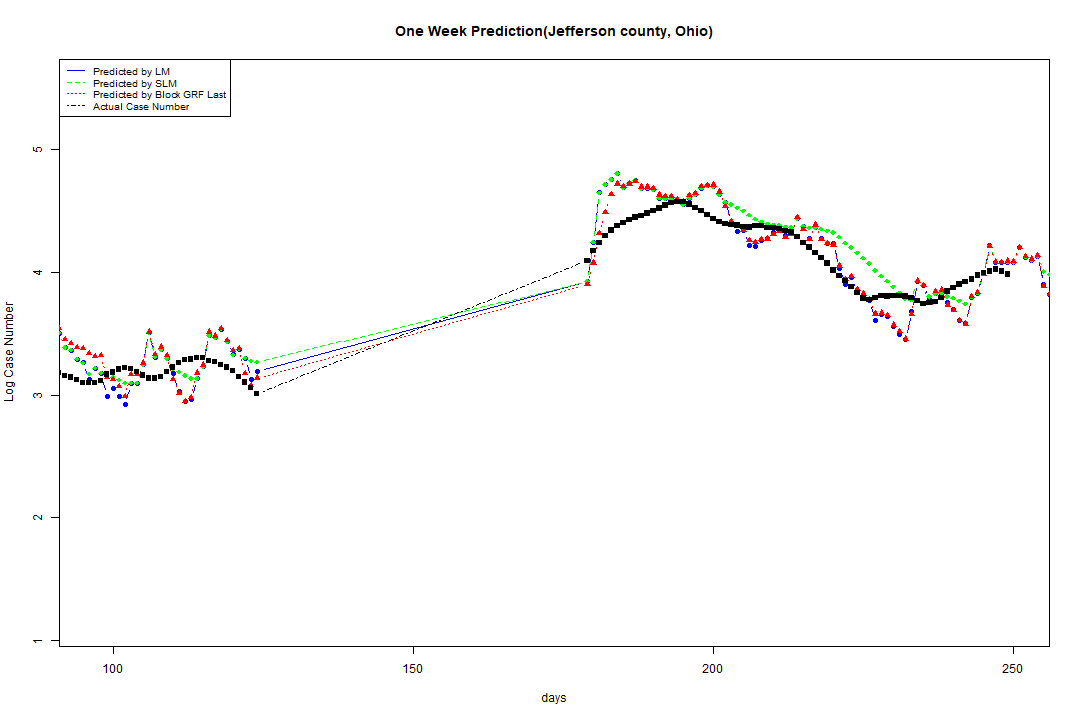 One Week Prediction(Jefferson county, Ohio)
Predicted by LM
Predicted by SLM
Predicted by Block GRF Last
Actual Case Number
5
4
3
2
1
Log Case Number
100 150 200 250
days